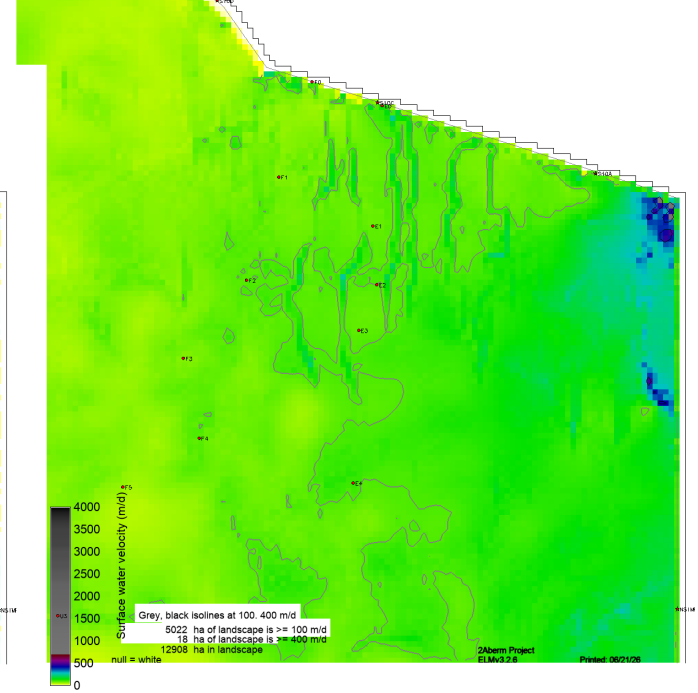 F0
F1
E1
F2
E2
E3
F3
F4
E4
F5
4000
3500
3000
2500
2000
1500
1000
500
0
Surface water velocity (m/d)
U3
Grey, black isolines at 100. 400 m/d
5022 ha of landscape is >= 100 m/d
18 ha of landscape is >= 400 m/d
12908 ha in landscape
null = white
2Aberm Project
ELMv3.2.6
Printed: 06/21/26